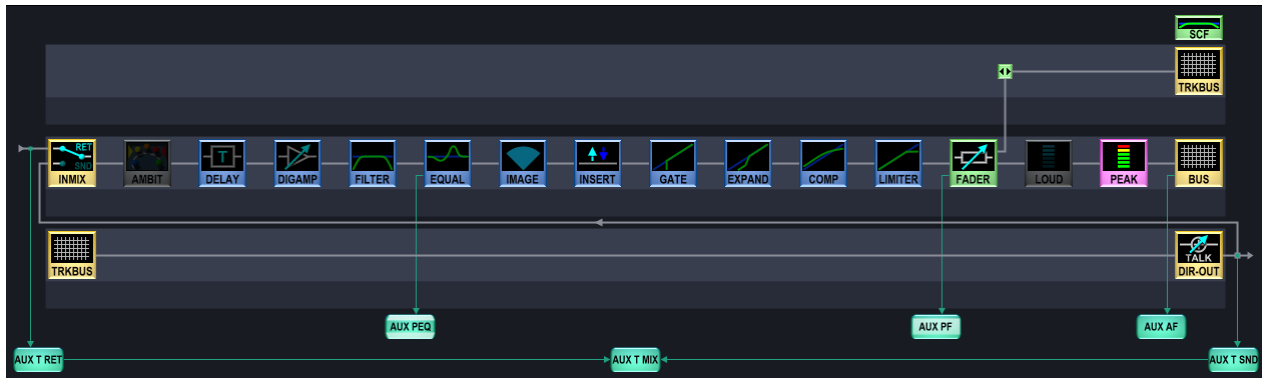 SCF
TRKBUS
RET
SND
INMIX
AMBIT
T
DELAY
DIGAMP
FILTER
EQUAL
IMAGE
INSERT
GATE
EXPAND
COMP
LIMITER
FADER
LOUD
PEAK
BUS
TRKBUS
TALK
DIR-OUT
AUX PEQ
AUX PF
AUX AF
AUX T RET
AUX T MIX
AUX T SND